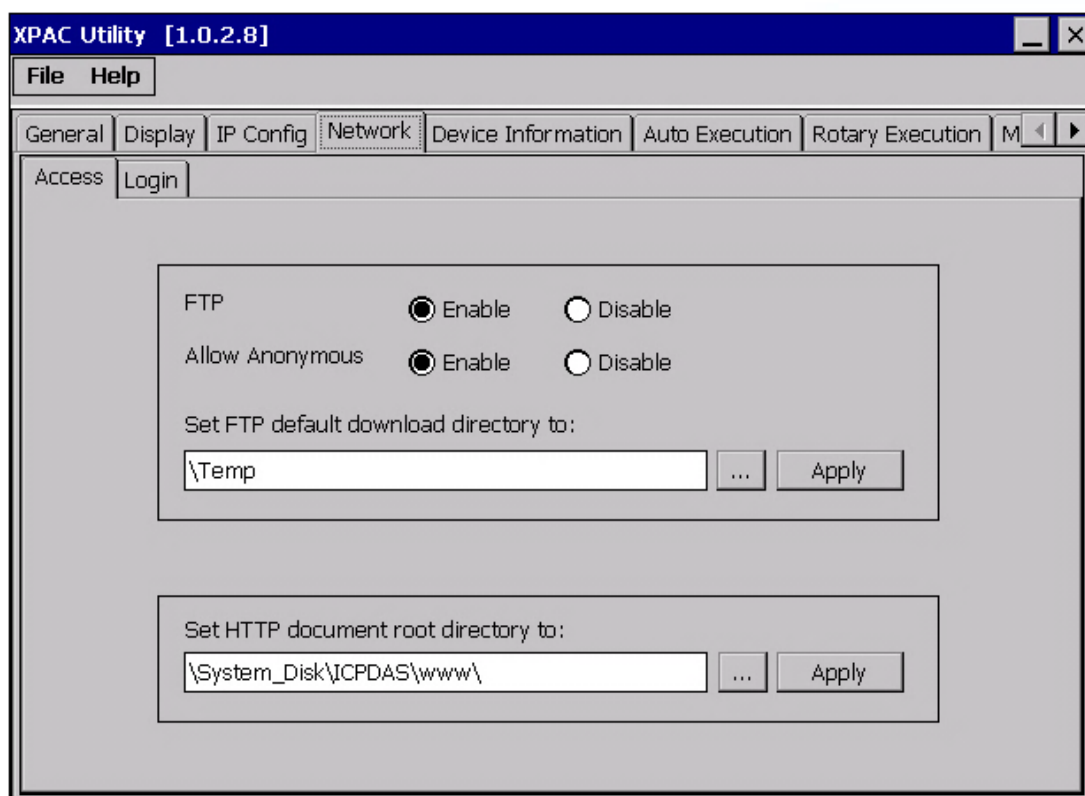 XPAC Utility [1.0.2.8]
File Help
General Display IP Config Network Device Information Auto Execution Rotary Execution M
Access Login
FTP Enable Disable
Allow Anonymous Enable Disable
Set FTP default download directory to:
\Temp ... Apply
Set HTTP document root directory to:
\System_Disk\ICPDAS\www\ ... Apply